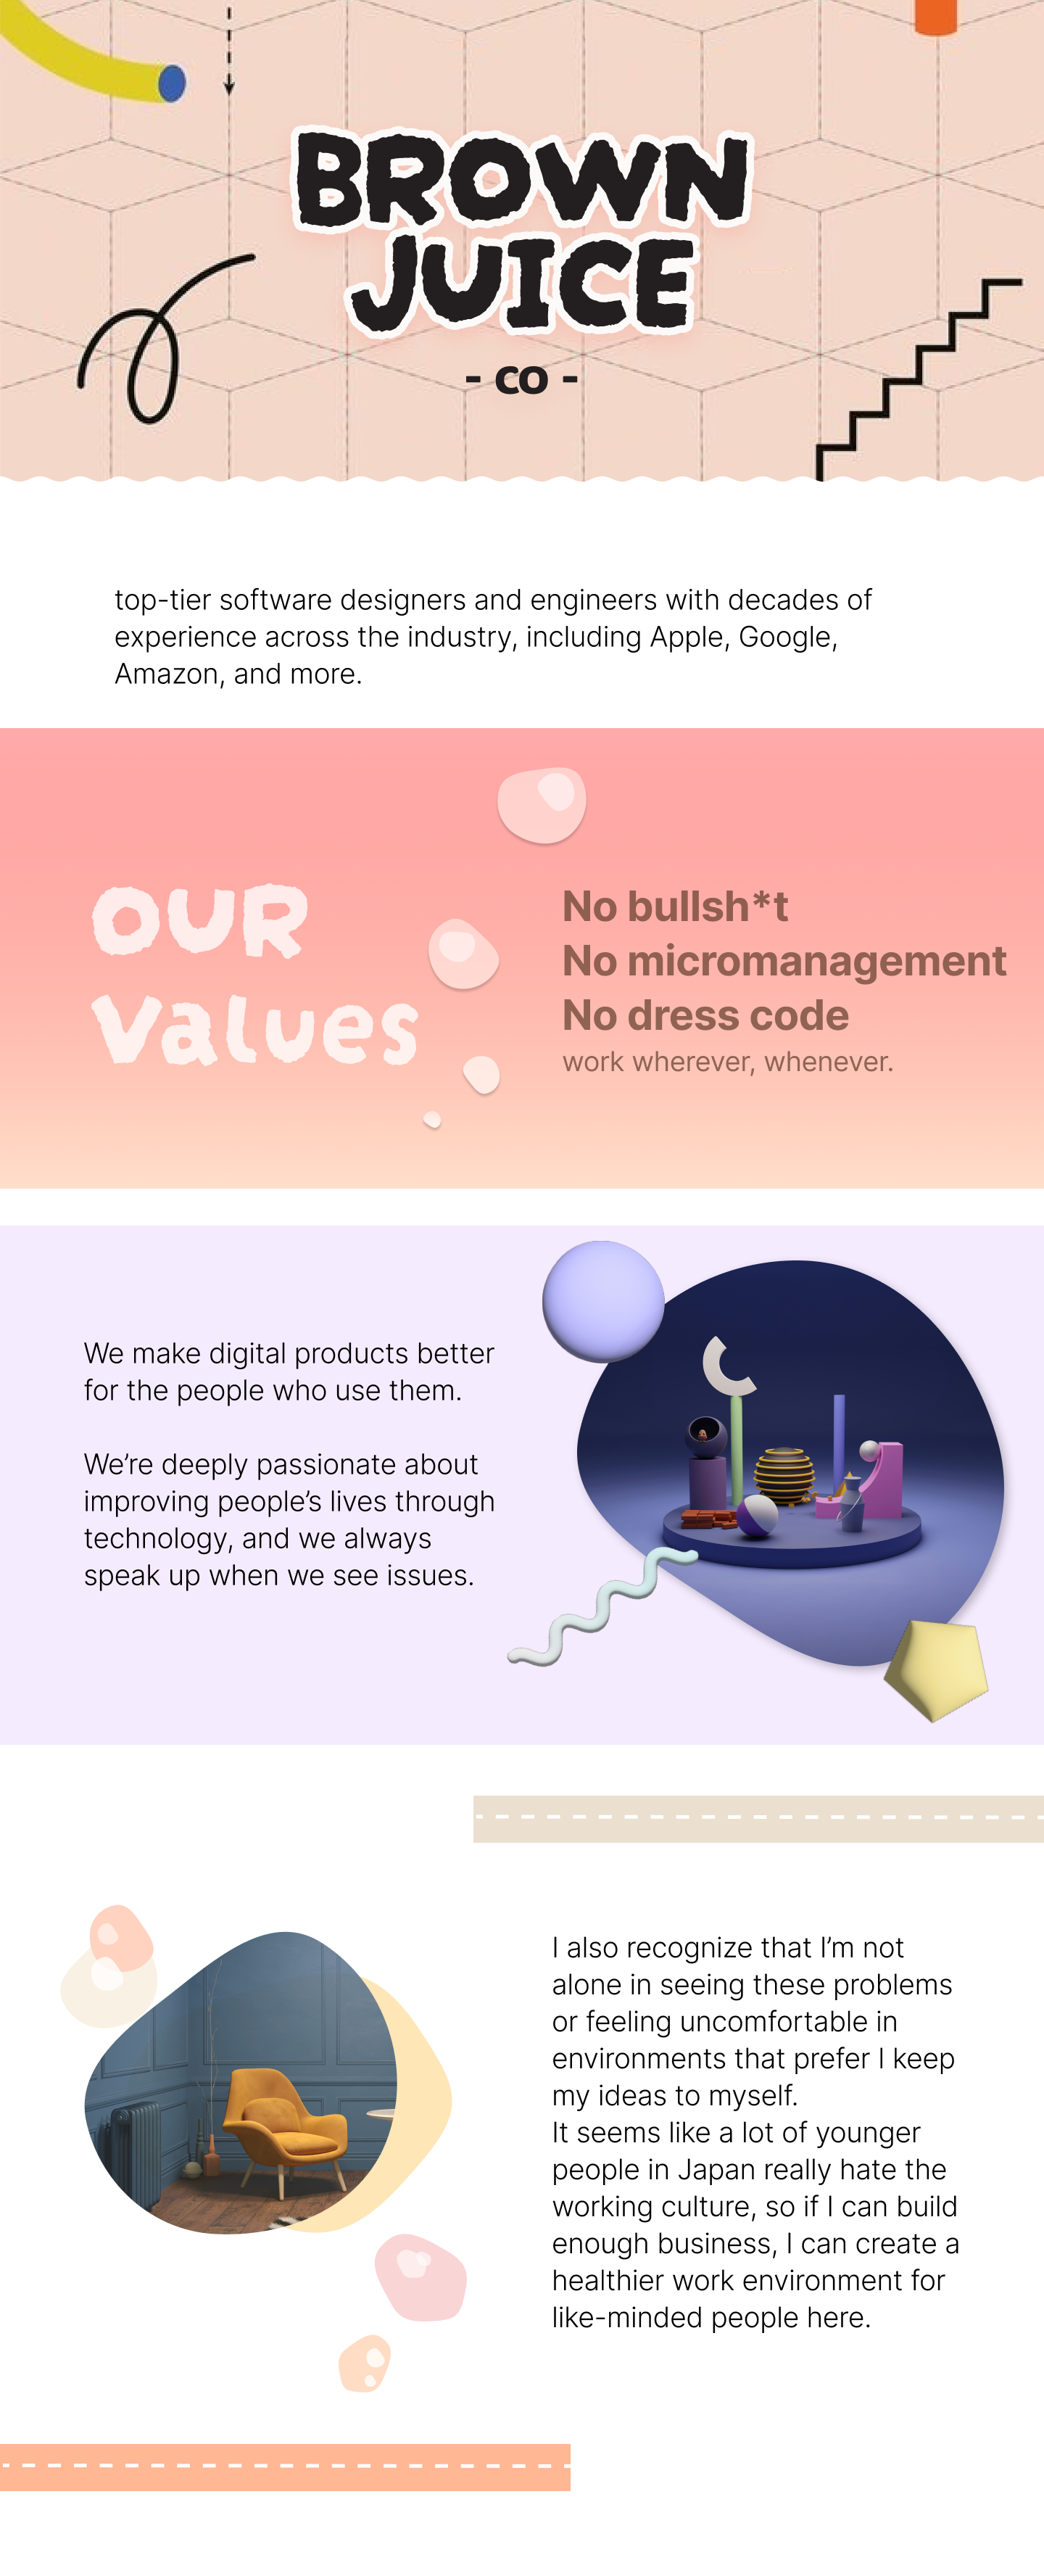 BROWN
JUICE
- co -
top-tier software designers and engineers with decades of
experience across the industry, including Apple, Google,
Amazon, and more.
OUR
Values
No bullsh*t
No micromanagement
No dress code
work wherever, whenever.
We make digital products better
for the people who use them.
We’re deeply passionate about
improving people’s lives through
technology, and we always
speak up when we see issues.
I also recognize that I’m not
alone in seeing these problems
or feeling uncomfortable in
environments that prefer I keep
my ideas to myself.
It seems like a lot of younger
people in Japan really hate the
working culture, so if I can build
enough business, I can create a
healthier work environment for
like-minded people here.